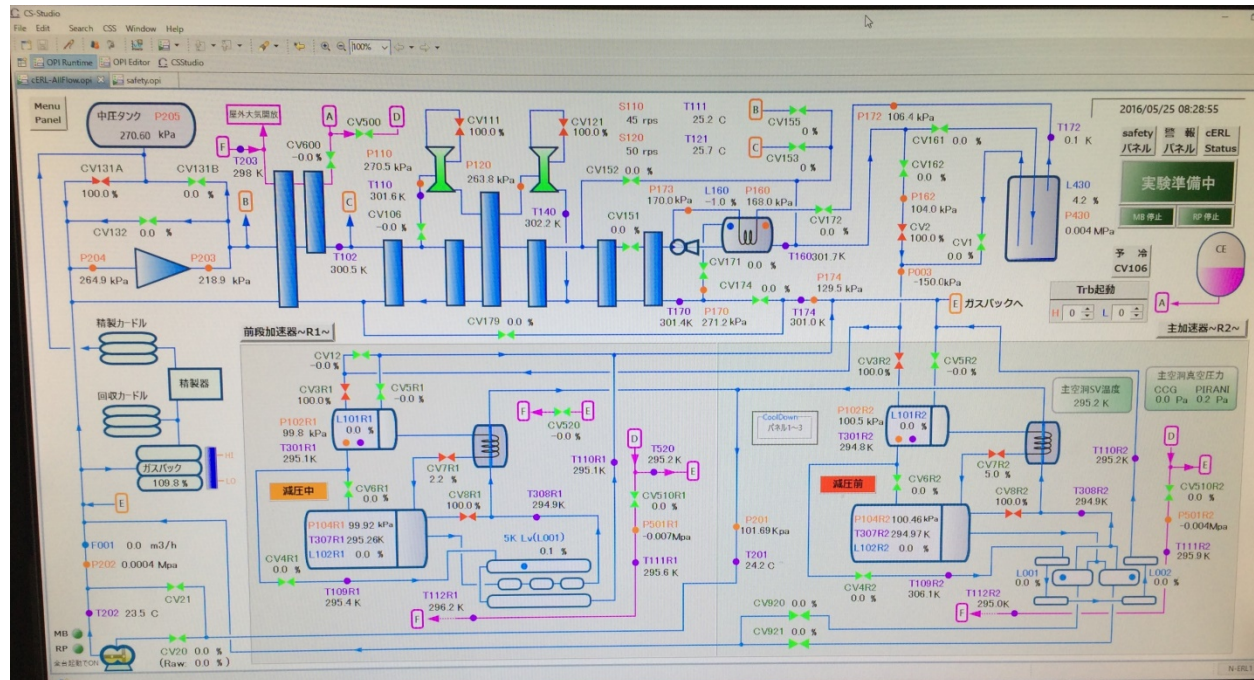 CS-Studio
File Edit Search CSS Window Help
100%
OPI Runtime OPI Editor CSStudio
cERL-AllFlow.opi safety.opi
Menu Panel
中圧タンク P205
270.60 kPa
屋外大気開放
A
CV500
D
F
T203
298 K
CV600
-0.0 %
CV111
100.0 %
CV121
100.0 %
S110
45 rps
T111
25.2 C
S120
50 rps
T121
25.7 C
B
CV155
0 %
C
CV153
0.0 %
P172
106.4 kPa
CV161 0.0 %
T172
0.1 K
2016/05/25 08:28:55
safety パネル
警報 パネル
cERL Status
実験準備中
MB 停止
RP 停止
CV131A
100.0 %
CV131B
0.0 %
CV132 0.0 %
B
C
P110
270.5 kPa
T110
301.6K
CV106
-0.0 %
P120
263.8 kPa
T140
302.2 K
CV152 0.0 %
CV151
0.0 %
P173
170.0 kPa
L160
-1.0 %
P160
168.0 kPa
CV172
0.0 %
CV162
0.0 %
P162
104.0 kPa
CV2
100.0 %
CV1
0.0 %
L430
4.2 %
P430
0.004 MPa
予 冷
CV106
CE
P204
264.9 kPa
P203
218.9 kPa
T102
300.5 K
CV171 0.0 %
T160 301.7K
P003
-150.0kPa
CV174 0.0 %
P174
129.5 kPa
E ガスパックへ
Trb起動
H 0 L 0
A
T170
301.4K
P170
271.2 kPa
T174
301.0 K
CV179 0.0 %
精製カードル
精製器
回収カードル
ガスパック
109.8 %
HI
LO
E
F001 0.0 m3/h
P202 0.0004 Mpa
CV21
T202 23.5 C
MB
RP
CV20 0.0 %
(Raw: 0.0 %)
前段加速器~R1~
CV12
-0.0 %
CV3R1
100.0%
CV5R1
-0.0%
P102R1
99.8 kPa
L101R1
0.0 %
T301R1
295.1K
CV7R1
2.2 %
減圧中
CV6R1
0.0 %
CV8R1
100.0%
T308R1
294.9K
P104R1 99.92 kPa
T307R1 295.26K
L102R1 0.0 %
CV4R1
0.0 %
T109R1
295.4 K
5K Lv(L001)
0.1 %
T112R1
296.2 K
F
F
E
CV520
-0.0 %
T110R1
295.1K
D
T520
295.2 K
E
CV510R1
0.0 %
P501R1
-0.007Mpa
T111R1
295.6 K
主加速器~R2~
CV3R2
100.0%
CV5R2
-0.0 %
主空洞SV温度
295.2 K
主空洞真空圧力
CCG PIRANI
0.0 Pa 0.2 Pa
CoolDown
パネル1~3
P102R2
100.5 kPa
L101R2
0.0 %
T301R2
294.8K
CV7R2
5.0 %
T110R2
295.2K
D
E
減圧前
CV6R2
0.0 %
CV8R2
100.0%
T308R2
294.9K
CV510R2
0.0 %
P201
101.69Kpa
P104R2 100.46kPa
T307R2 294.97K
L102R2 0.0 %
P501R2
-0.004Mpa
T201
24.2 C
CV4R2
0.0 %
T109R2
306.1K
L001
0.0 %
L002
0.0 %
T111R2
295.9 K
T112R2
295.0K
F
CV920 0.0 %
CV921 0.0 %